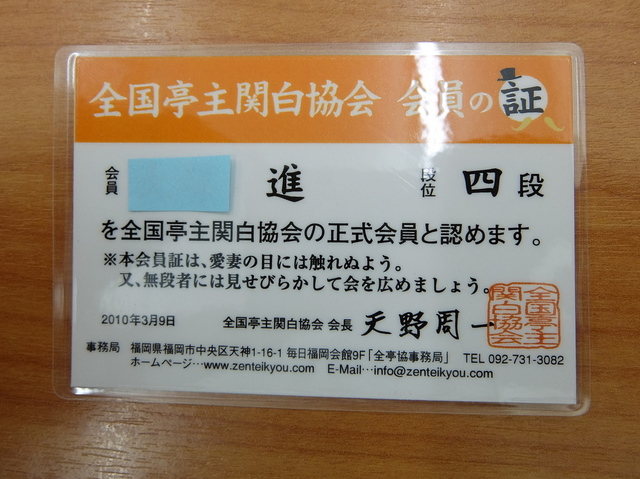 全国亭主関白協会 会員の証
会員 進 段位 四段
を全国亭主関白協会の正式会員と認めます。
※本会員証は、愛妻の目には触れぬよう。
又、無段者には見せびらかして会を広めましょう。
2010年3月9日 全国亭主関白協会 会長 天野周一
全国亭主関白協会
事務局 福岡県福岡市中央区天神1-16-1 毎日福岡会館9F「全亭協事務局」 TEL 092-731-3082
ホームページ…www.zenteikyou.com E-Mail…info@zenteikyou.com